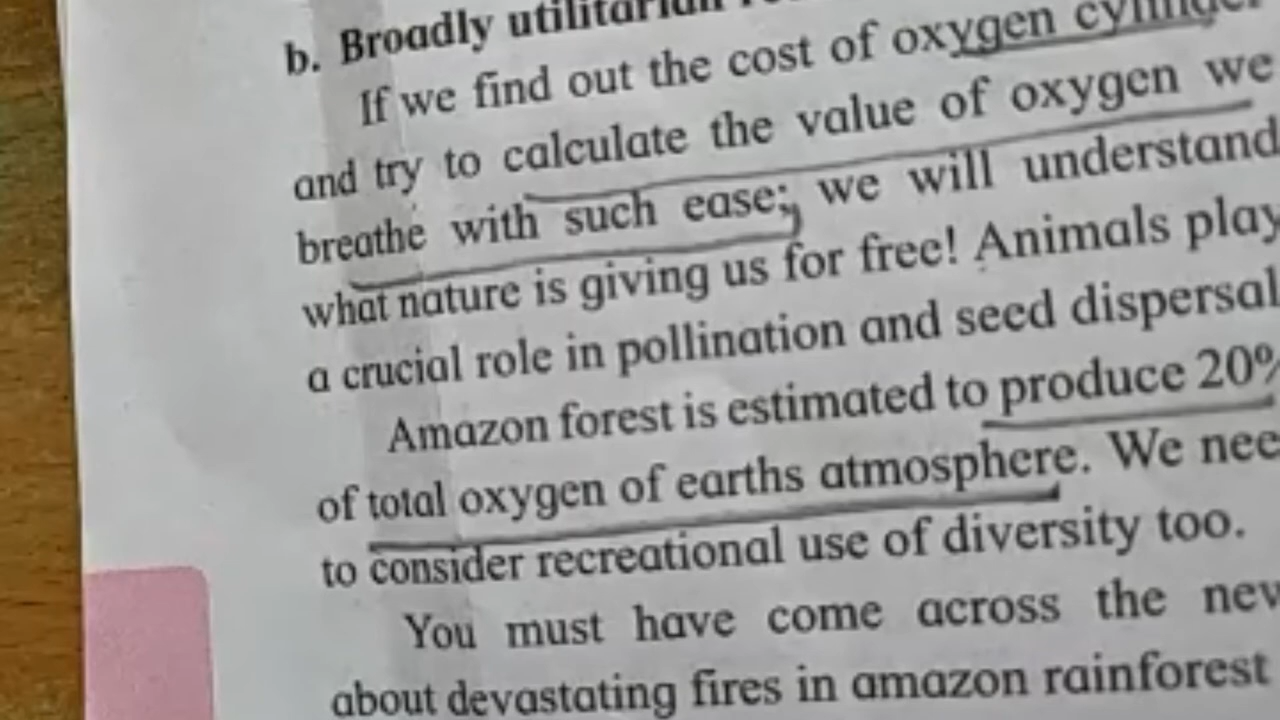 b. Broadly utilitarian
If we find out the cost of oxygen cylinder
and try to calculate the value of oxygen we
breathe with such ease; we will understand
what nature is giving us for free! Animals play
a crucial role in pollination and seed dispersal
Amazon forest is estimated to produce 20%
of total oxygen of earths atmosphere. We nee
to consider recreational use of diversity too.
You must have come across the new
about devastating fires in amazon rainforest